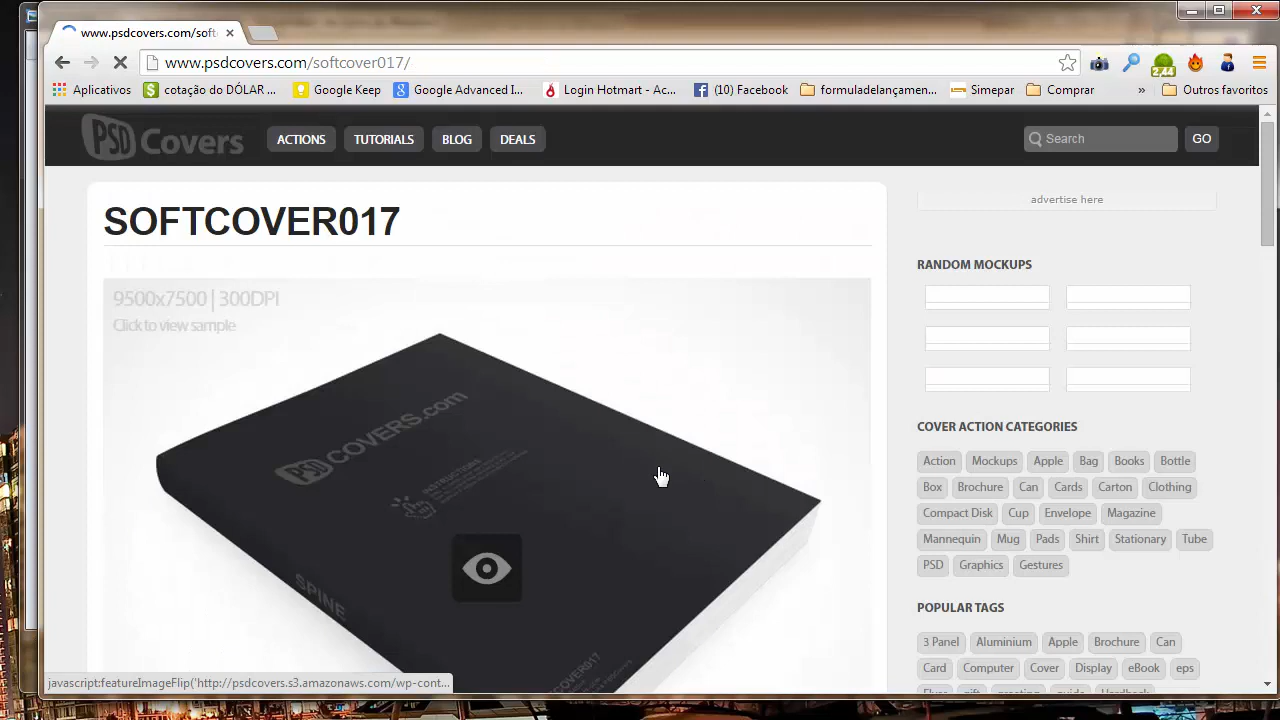 www.psdcovers.com/soft
www.psdcovers.com/softcover017/
2,44
Aplicativos
cotação do DÓLAR ...
Google Keep
Google Adword I...
Login Hotmart - Ac...
(10) Facebook
formuladelançamen...
Simepar
Comprar
»
Outros favoritos
PSD Covers
ACTIONS
TUTORIALS
BLOG
DEALS
Search
GO
SOFTCOVER017
advertise here
RANDOM MOCKUPS
9500x7500 | 300DPI
Click to view sample
PSD COVERS.com
INSTRUCTIONS
SPINE
COVER ACTION CATEGORIES
Action Mockups Apple Bag Books Bottle
Box Brochure Can Cards Carton Clothing
Compact Disk Cup Envelope Magazine
Mannequin Mug Pads Shirt Stationary Tube
PSD Graphics Gestures
POPULAR TAGS
3 Panel Aluminium Apple Brochure Can
Card Computer Cover Display eBook eps
javascript:featureImageFlip('http://psdcovers.s3.amazonaws.com/wp-cont...